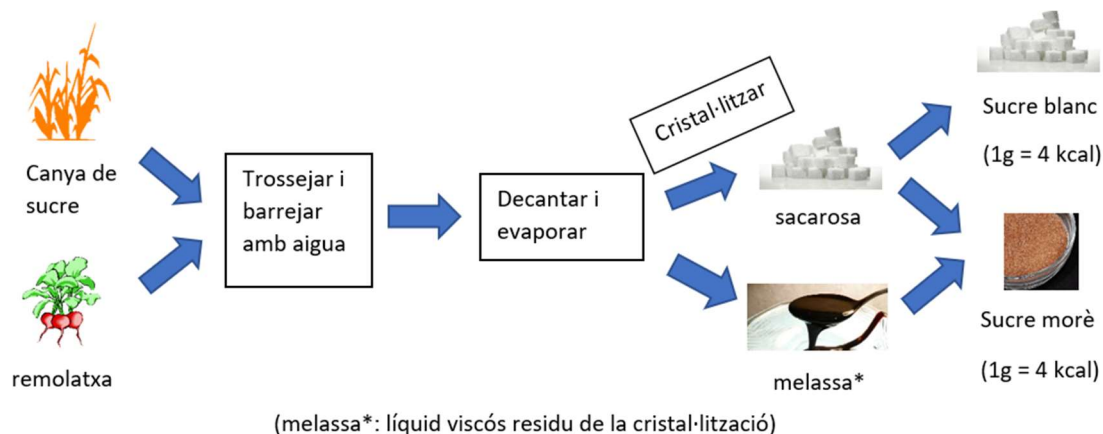 Canya de
sucre
remolatxa
Trossejar i
barrejar
amb aigua
Decantar i
evaporar
Cristal·litzar
sacarosa
melassa*
Sucre blanc
(1g = 4 kcal)
Sucre morè
(1g = 4 kcal)
(melassa*: líquid viscós residu de la cristal·lització)